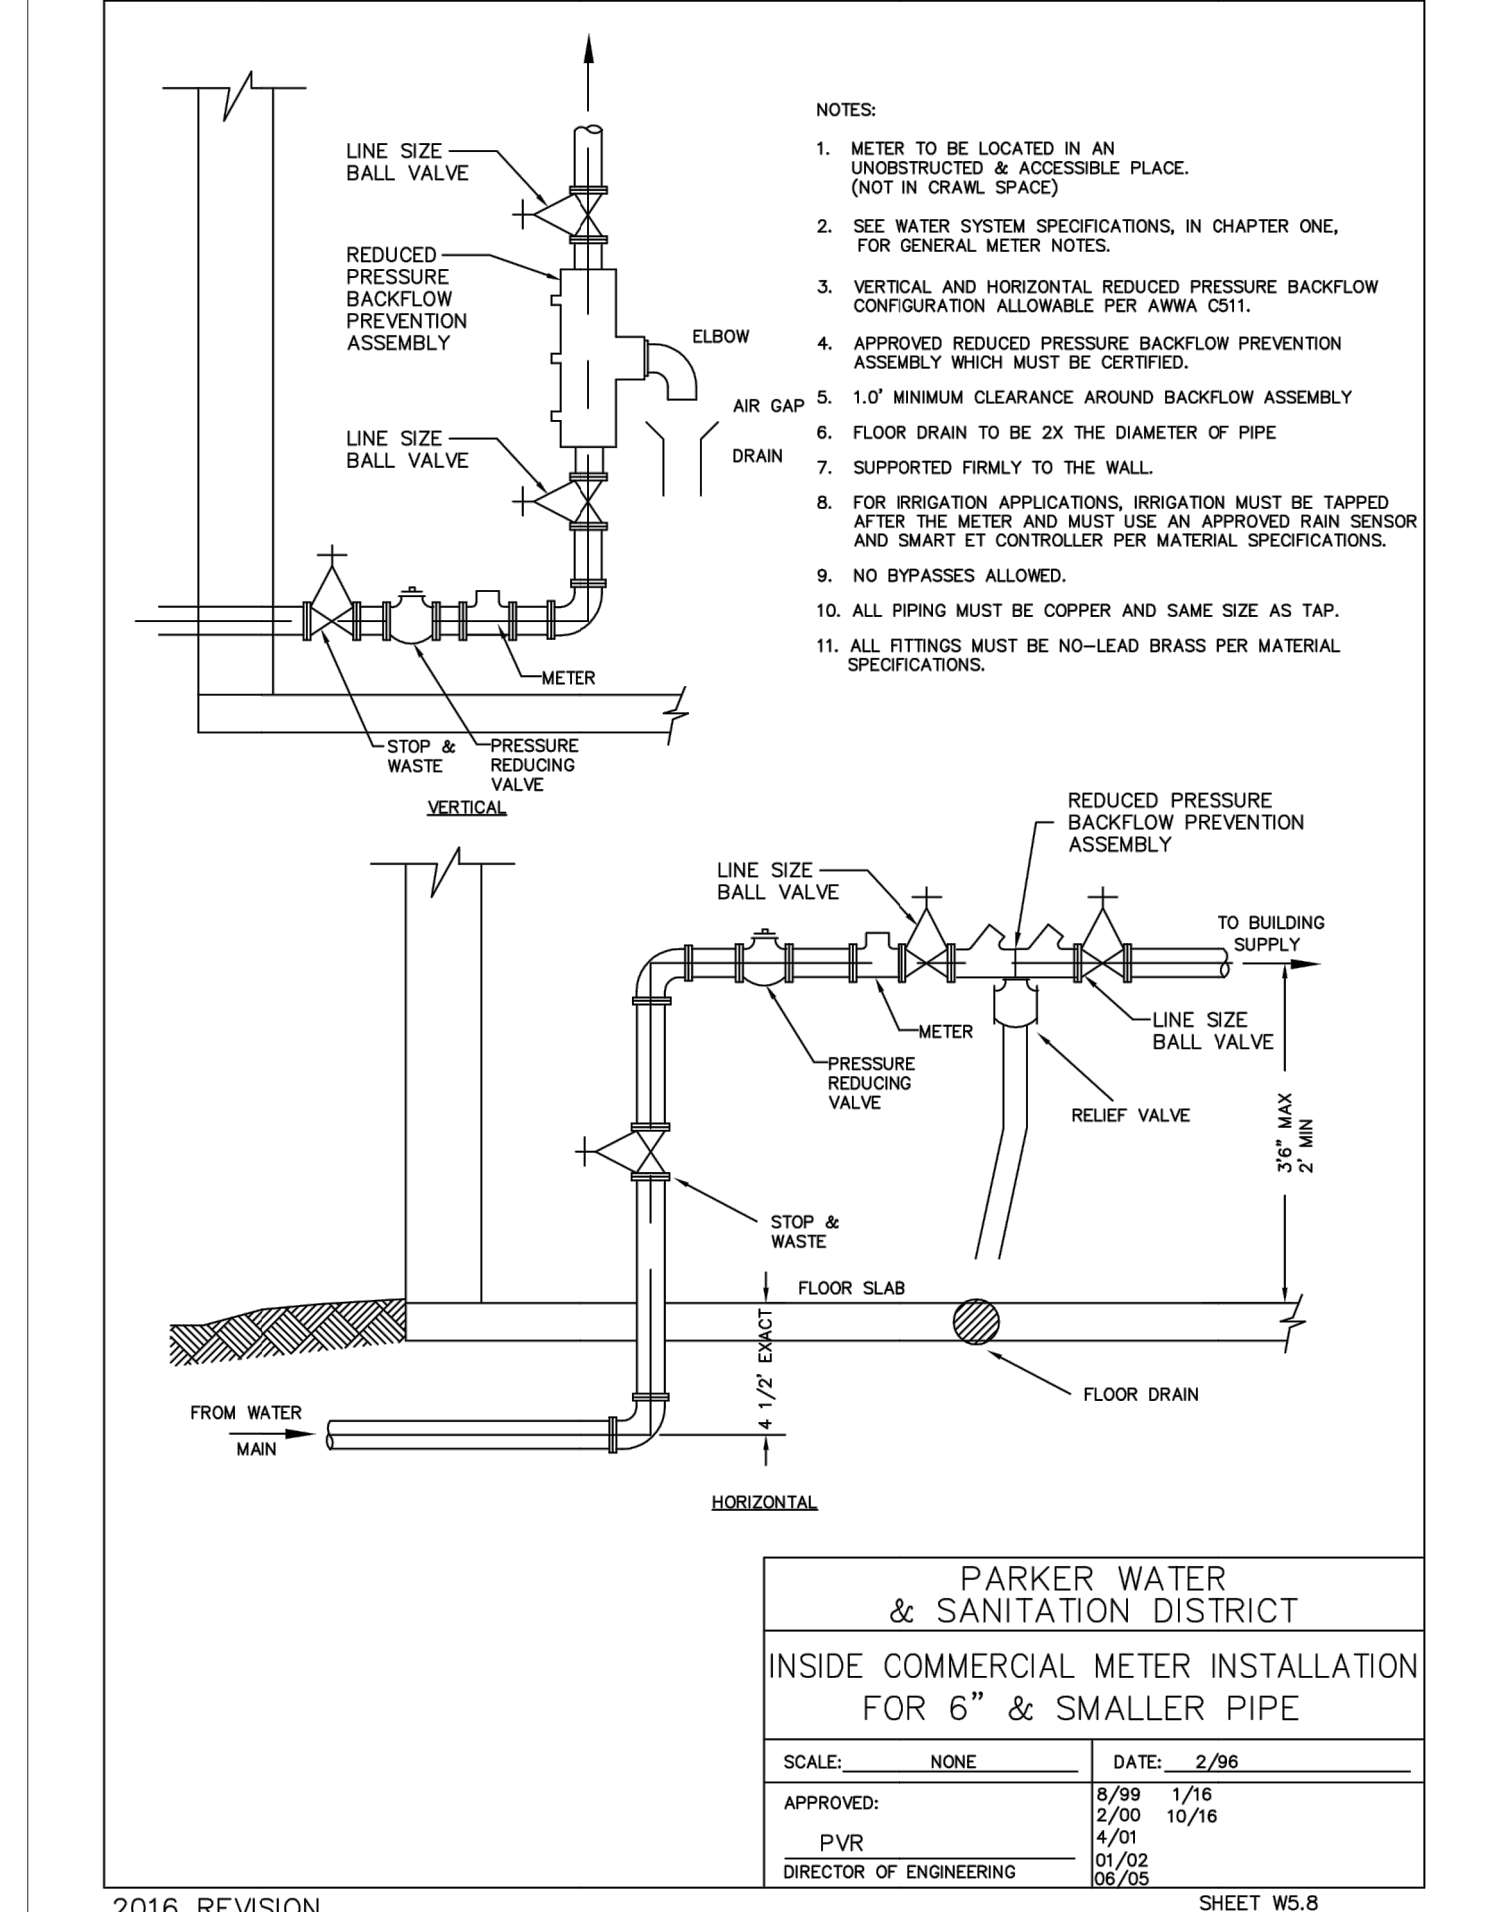 NOTES:
1. METER TO BE LOCATED IN AN
UNOBSTRUCTED & ACCESSIBLE PLACE.
(NOT IN CRAWL SPACE)
2. SEE WATER SYSTEM SPECIFICATIONS, IN CHAPTER ONE,
FOR GENERAL METER NOTES.
3. VERTICAL AND HORIZONTAL REDUCED PRESSURE BACKFLOW
CONFIGURATION ALLOWABLE PER AWWA C511.
4. APPROVED REDUCED PRESSURE BACKFLOW PREVENTION
ASSEMBLY WHICH MUST BE CERTIFIED.
5. 1.0' MINIMUM CLEARANCE AROUND BACKFLOW ASSEMBLY
6. FLOOR DRAIN TO BE 2X THE DIAMETER OF PIPE
7. SUPPORTED FIRMLY TO THE WALL.
8. FOR IRRIGATION APPLICATIONS, IRRIGATION MUST BE TAPPED
AFTER THE METER AND MUST USE AN APPROVED RAIN SENSOR
AND SMART ET CONTROLLER PER MATERIAL SPECIFICATIONS.
9. NO BYPASSES ALLOWED.
10. ALL PIPING MUST BE COPPER AND SAME SIZE AS TAP.
11. ALL FITTINGS MUST BE NO-LEAD BRASS PER MATERIAL
SPECIFICATIONS.
LINE SIZE
BALL VALVE
REDUCED
PRESSURE
BACKFLOW
PREVENTION
ASSEMBLY
ELBOW
AIR GAP
DRAIN
LINE SIZE
BALL VALVE
METER
STOP &
WASTE
PRESSURE
REDUCING
VALVE
VERTICAL
REDUCED PRESSURE
BACKFLOW PREVENTION
ASSEMBLY
LINE SIZE
BALL VALVE
TO BUILDING
SUPPLY
METER
LINE SIZE
BALL VALVE
PRESSURE
REDUCING
VALVE
RELIEF VALVE
3'6" MAX
2' MIN
STOP &
WASTE
FLOOR SLAB
4 1/2' EXACT
FLOOR DRAIN
FROM WATER
MAIN
HORIZONTAL
PARKER WATER
& SANITATION DISTRICT
INSIDE COMMERCIAL METER INSTALLATION
FOR 6" & SMALLER PIPE
SCALE: NONE
DATE: 2/96
APPROVED:
PVR
DIRECTOR OF ENGINEERING
8/99 1/16
2/00 10/16
4/01
01/02
06/05
2016 REVISION
SHEET W5.8